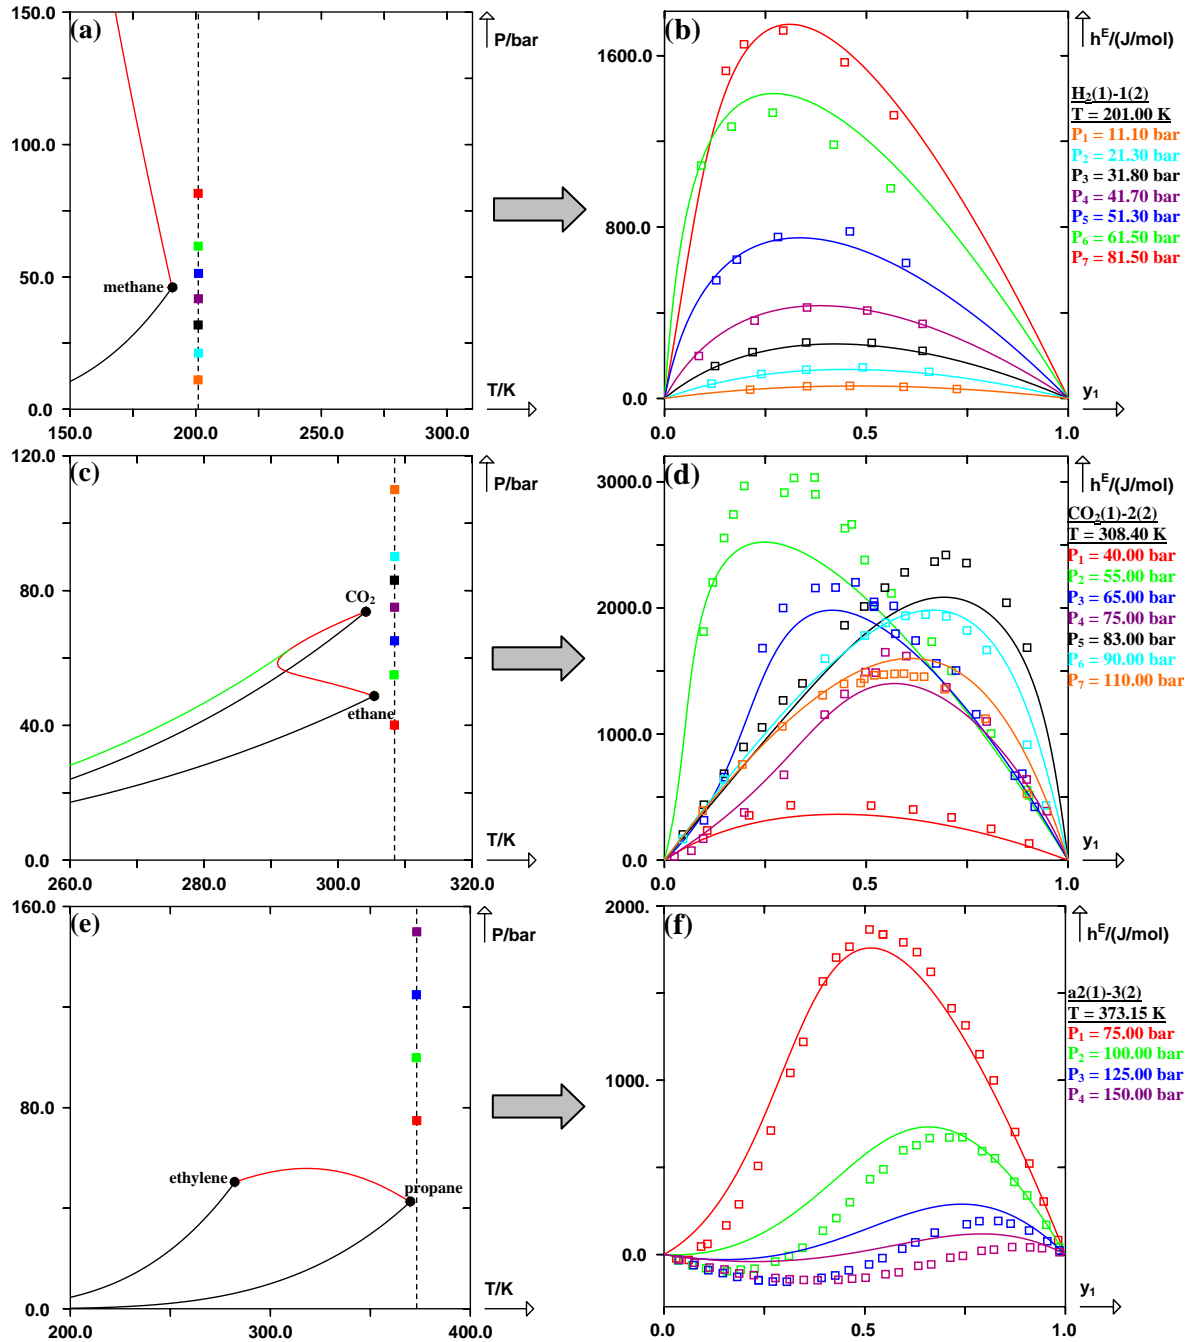 (a)
150.0
100.0
50.0
0.0
P/bar
methane
T/K
150.0
200.0
250.0
300.0
(b)
1600.0
800.0
0.0
hᴱ/(J/mol)
H₂(1)-1(2)
T = 201.00 K
P₁ = 11.10 bar
P₂ = 21.30 bar
P₃ = 31.80 bar
P₄ = 41.70 bar
P₅ = 51.30 bar
P₆ = 61.50 bar
P₇ = 81.50 bar
y₁
0.0
0.5
1.0
(c)
120.0
80.0
40.0
0.0
P/bar
CO₂
ethane
T/K
260.0
280.0
300.0
320.0
(d)
3000.0
2000.0
1000.0
0.0
hᴱ/(J/mol)
CO₂(1)-2(2)
T = 308.40 K
P₁ = 40.00 bar
P₂ = 55.00 bar
P₃ = 65.00 bar
P₄ = 75.00 bar
P₅ = 83.00 bar
P₆ = 90.00 bar
P₇ = 110.00 bar
y₁
0.0
0.5
1.0
(e)
160.0
80.0
0.0
P/bar
ethylene
propane
T/K
200.0
300.0
400.0
(f)
2000.
1000.
0.0
hᴱ/(J/mol)
a2(1)-3(2)
T = 373.15 K
P₁ = 75.00 bar
P₂ = 100.00 bar
P₃ = 125.00 bar
P₄ = 150.00 bar
y₁
0.0
0.5
1.0